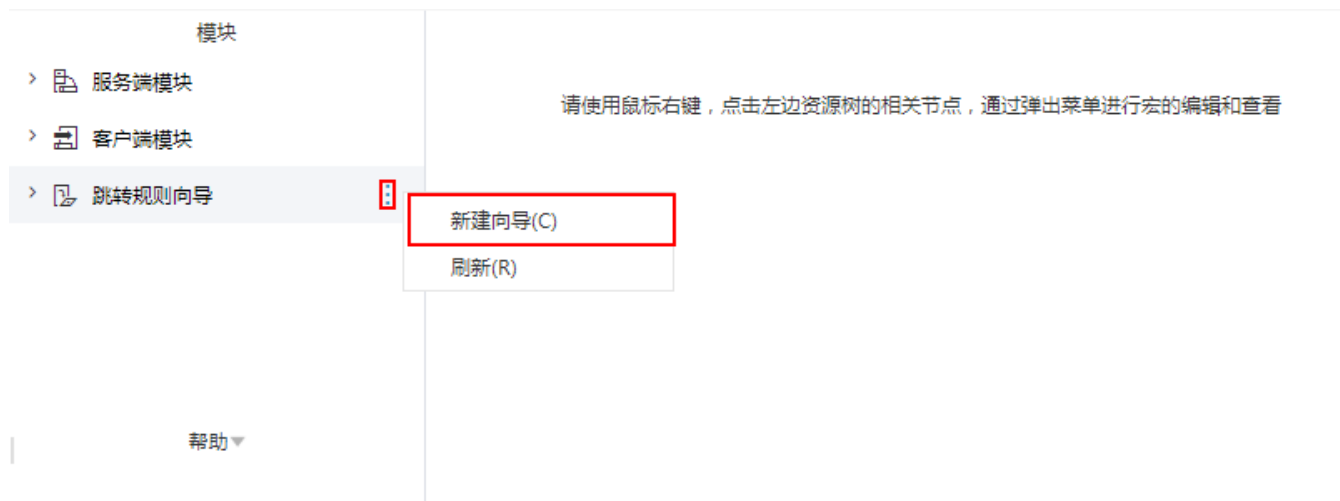 模块
服务端模块
请使用鼠标右键，点击左边资源树的相关节点，通过弹出菜单进行宏的编辑和查看
客户端模块
跳转规则向导
新建向导(C)
刷新(R)
帮助